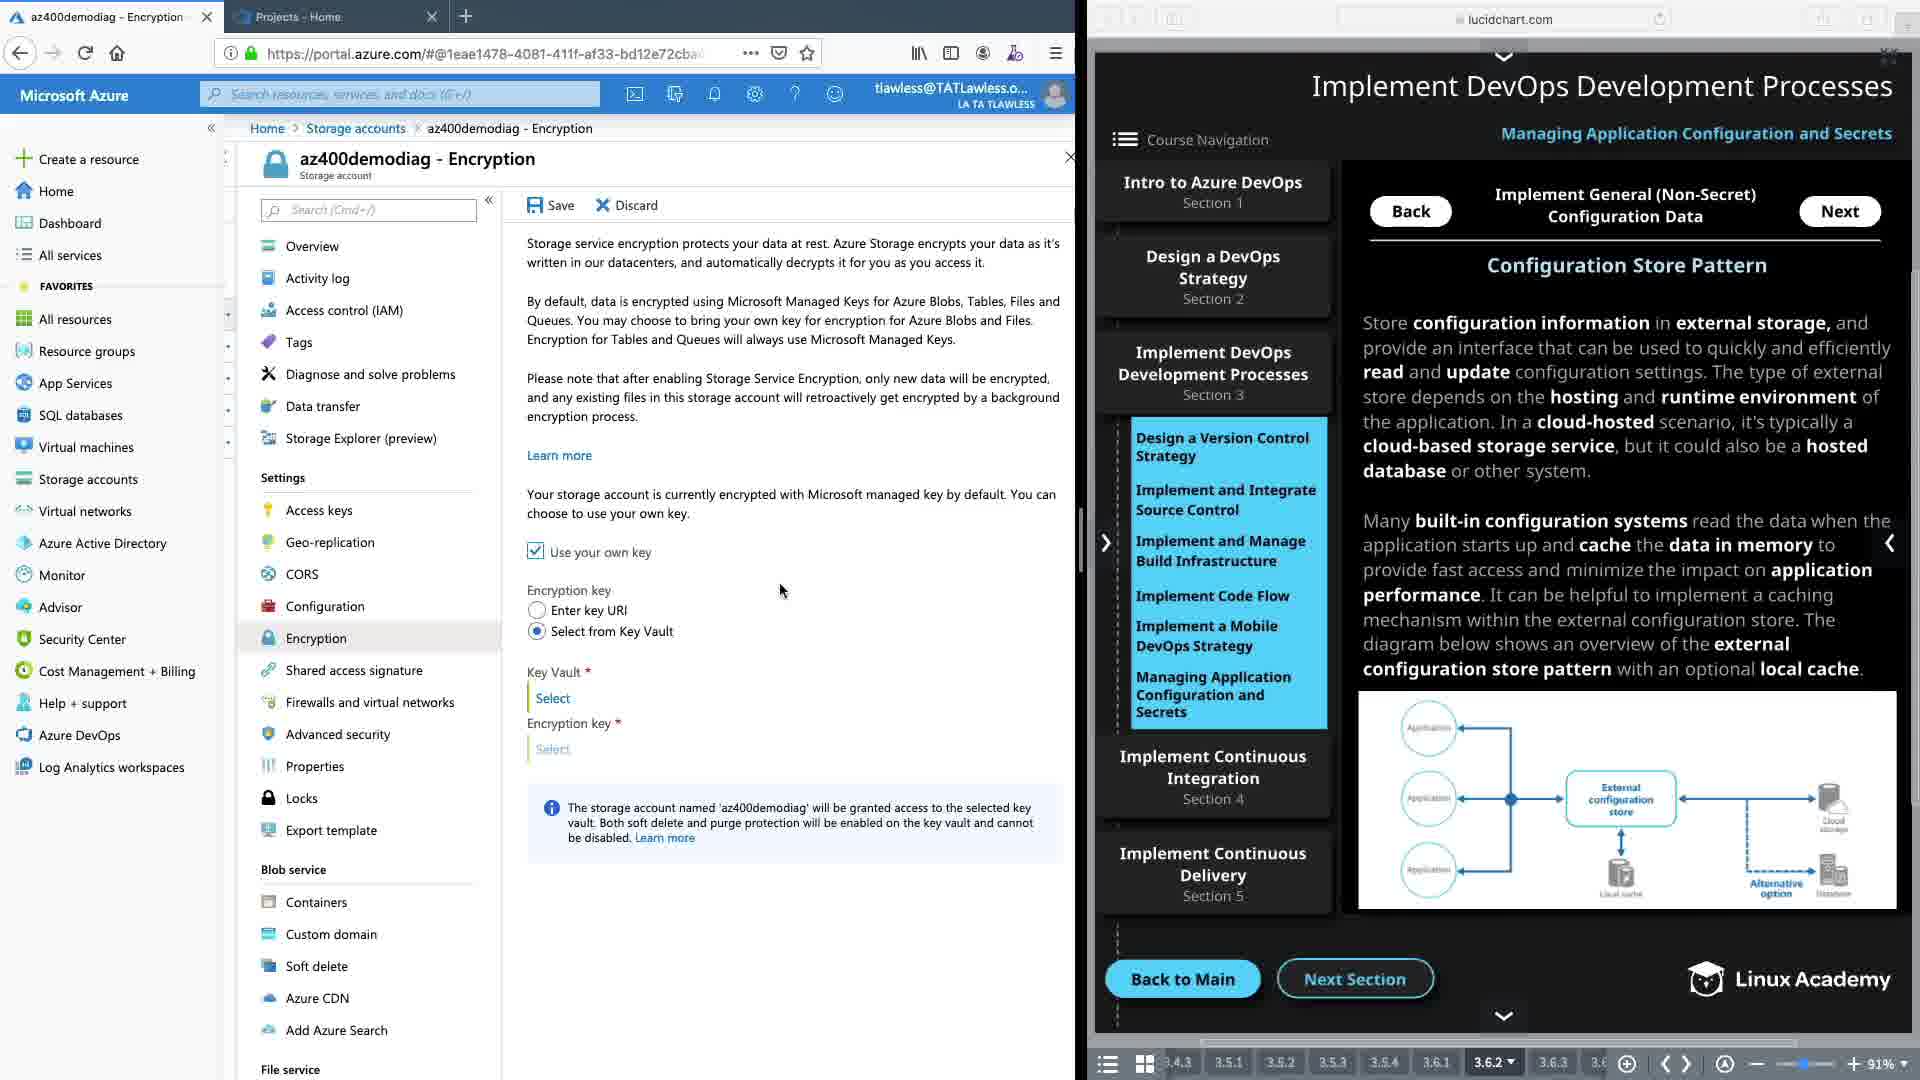 az400demodiag - Encryption
Projects - Home
https://portal.azure.com/#@1eae1478-4081-411f-af33-bd12e72cba
Microsoft Azure
Search resources, services, and docs (G+/)
tlawless@TATLawless.o...
LA TA TLAWLESS
Create a resource
Home
Dashboard
All services
FAVORITES
All resources
Resource groups
App Services
SQL databases
Virtual machines
Storage accounts
Virtual networks
Azure Active Directory
Monitor
Advisor
Security Center
Cost Management + Billing
Help + support
Azure DevOps
Log Analytics workspaces
Home > Storage accounts > az400demodiag - Encryption
az400demodiag - Encryption
Storage account
Search (Cmd+/)
Overview
Activity log
Access control (IAM)
Tags
Diagnose and solve problems
Data transfer
Storage Explorer (preview)
Settings
Access keys
Geo-replication
CORS
Configuration
Encryption
Shared access signature
Firewalls and virtual networks
Advanced security
Properties
Locks
Export template
Blob service
Containers
Custom domain
Soft delete
Azure CDN
Add Azure Search
File service
Save
Discard
Storage service encryption protects your data at rest. Azure Storage encrypts your data as it's
written in our datacenters, and automatically decrypts it for you as you access it.
By default, data is encrypted using Microsoft Managed Keys for Azure Blobs, Tables, Files and
Queues. You may choose to bring your own key for encryption for Azure Blobs and Files.
Encryption for Tables and Queues will always use Microsoft Managed Keys.
Please note that after enabling Storage Service Encryption, only new data will be encrypted,
and any existing files in this storage account will retroactively get encrypted by a background
encryption process.
Learn more
Your storage account is currently encrypted with Microsoft managed key by default. You can
choose to use your own key.
Use your own key
Encryption key
Enter key URI
Select from Key Vault
Key Vault *
Select
Encryption key *
Select
The storage account named 'az400demodiag' will be granted access to the selected key
vault. Both soft delete and purge protection will be enabled on the key vault and cannot
be disabled. Learn more
lucidchart.com
Implement DevOps Development Processes
Managing Application Configuration and Secrets
Course Navigation
Intro to Azure DevOps
Section 1
Design a DevOps
Strategy
Section 2
Implement DevOps
Development Processes
Section 3
Design a Version Control
Strategy
Implement and Integrate
Source Control
Implement and Manage
Build Infrastructure
Implement Code Flow
Implement a Mobile
DevOps Strategy
Managing Application
Configuration and
Secrets
Implement Continuous
Integration
Section 4
Implement Continuous
Delivery
Section 5
Back
Implement General (Non-Secret)
Configuration Data
Next
Configuration Store Pattern
Store configuration information in external storage, and
provide an interface that can be used to quickly and efficiently
read and update configuration settings. The type of external
store depends on the hosting and runtime environment of
the application. In a cloud-hosted scenario, it's typically a
cloud-based storage service, but it could also be a hosted
database or other system.
Many built-in configuration systems read the data when the
application starts up and cache the data in memory to
provide fast access and minimize the impact on application
performance. It can be helpful to implement a caching
mechanism within the external configuration store. The
diagram below shows an overview of the external
configuration store pattern with an optional local cache.
Application
Application
Application
External
configuration
store
Local cache
Cloud
storage
Alternative
option
Database
Back to Main
Next Section
Linux Academy
3.4.3 3.5.1 3.5.2 3.5.3 3.5.4 3.6.1 3.6.2 3.6.3
91%